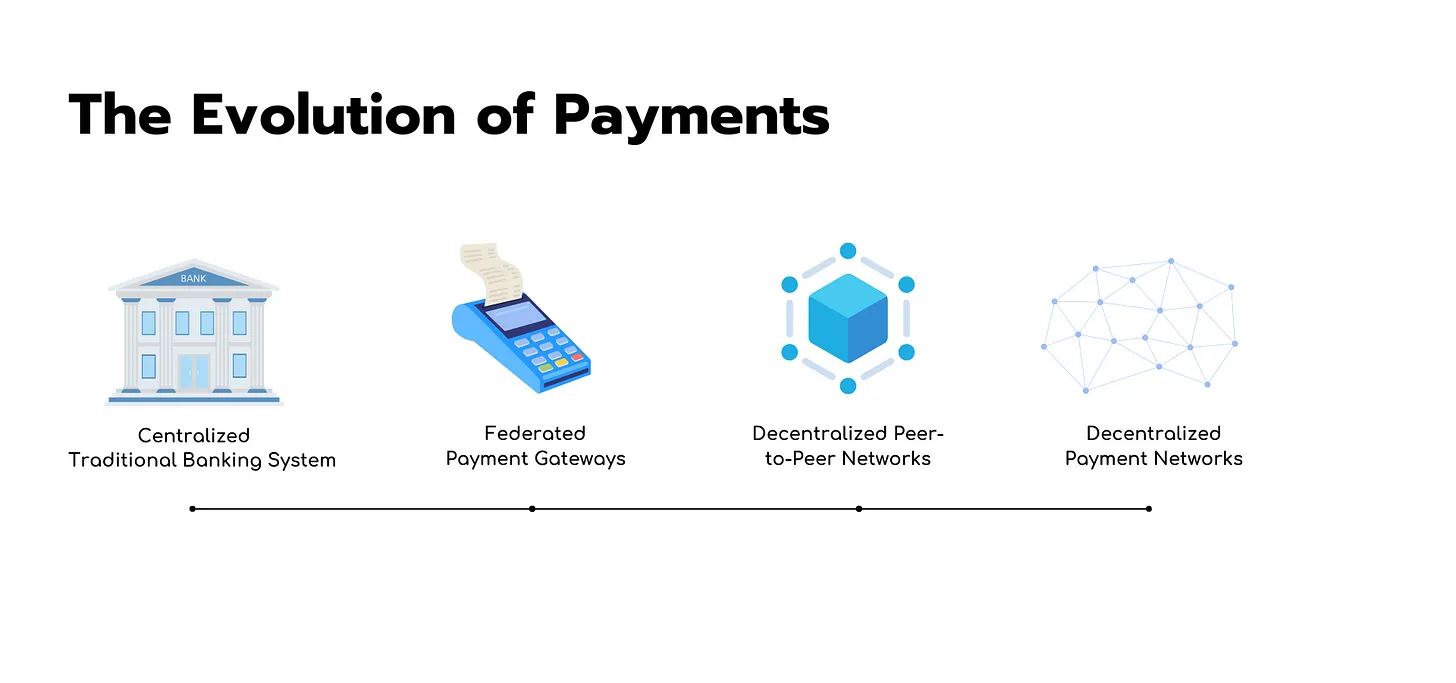 The Evolution of Payments
BANK
Centralized
Traditional Banking System
Federated
Payment Gateways
Decentralized Peer-
to-Peer Networks
Decentralized
Payment Networks